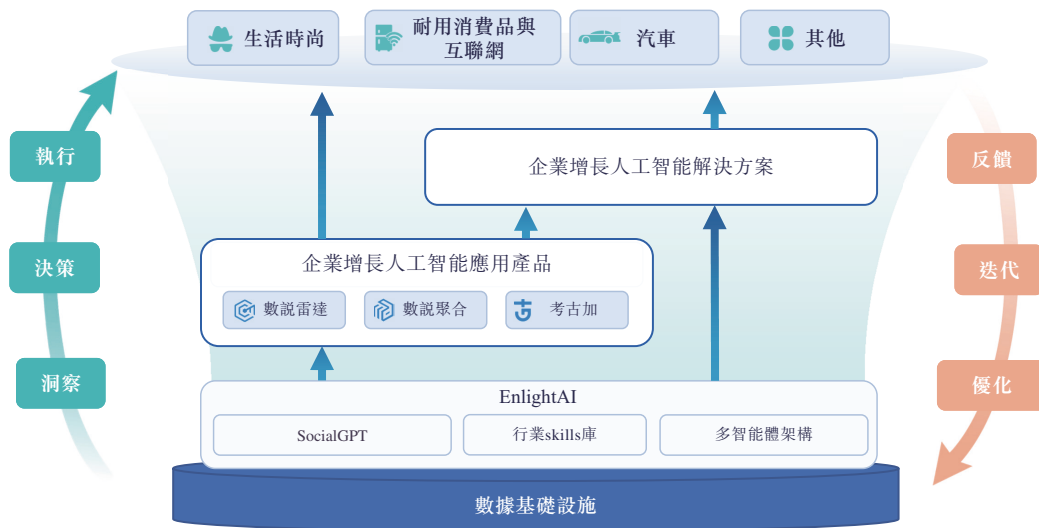 生活時尚
耐用消費品與
互聯網
汽車
其他
執行
反饋
企業增長人工智能解決方案
決策
企業增長人工智能應用產品
迭代
數説雷達
數説聚合
考古加
洞察
優化
EnlightAI
SocialGPT
行業skills庫
多智能體架構
數據基礎設施